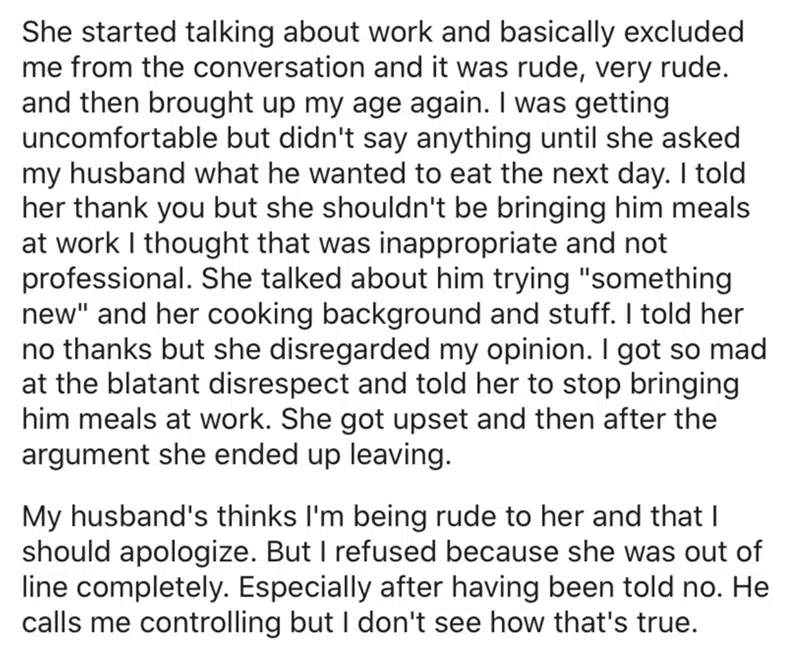 She started talking about work and basically excluded
me from the conversation and it was rude, very rude.
and then brought up my age again. I was getting
uncomfortable but didn't say anything until she asked
my husband what he wanted to eat the next day. I told
her thank you but she shouldn't be bringing him meals
at work I thought that was inappropriate and not
professional. She talked about him trying "something
new" and her cooking background and stuff. I told her
no thanks but she disregarded my opinion. I got so mad
at the blatant disrespect and told her to stop bringing
him meals at work. She got upset and then after the
argument she ended up leaving.
My husband's thinks I'm being rude to her and that I
should apologize. But I refused because she was out of
line completely. Especially after having been told no. He
calls me controlling but I don't see how that's true.